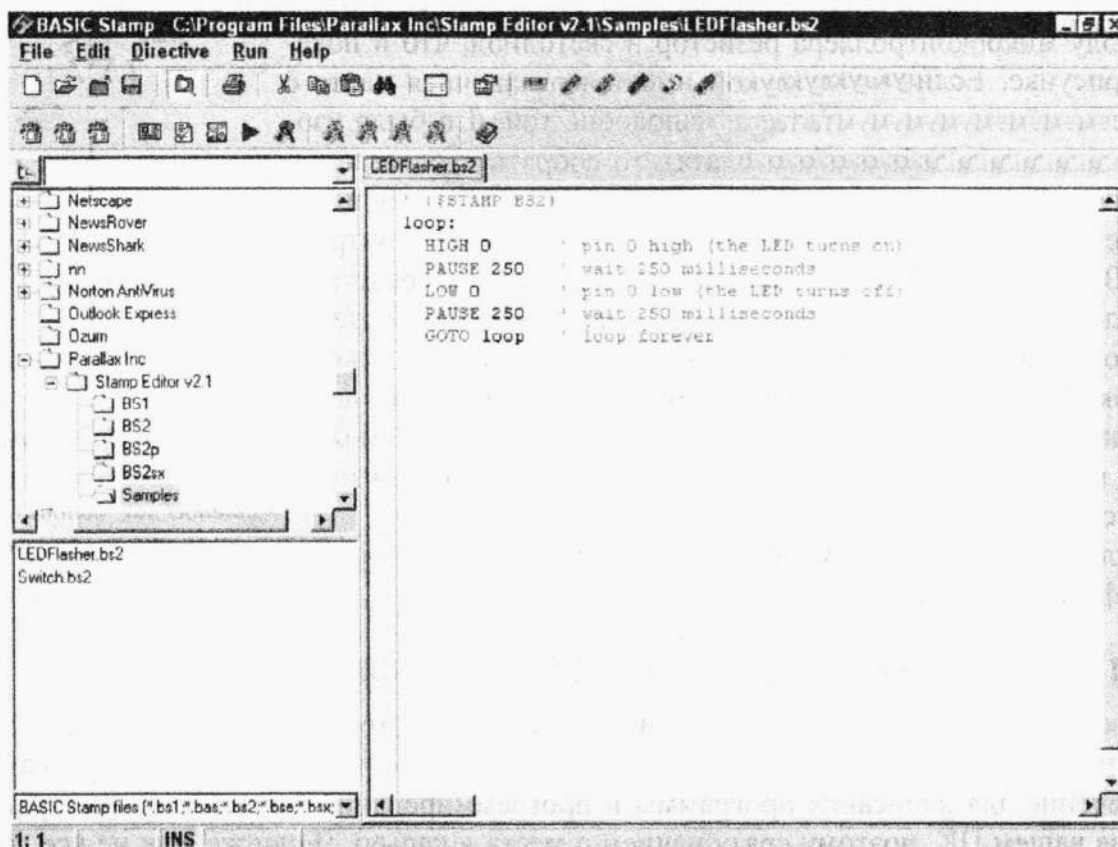 BASIC Stamp - C:\Program Files\Parallax Inc\Stamp Editor v2.1\Samples\LEDFlasher.bs2
File Edit Directive Run Help
LEDFlasher.bs2
Netscape
NewsRover
NewsShark
nn
Norton AntiVirus
Outlook Express
Ozum
Parallax Inc
Stamp Editor v2.1
BS1
BS2
BS2p
BS2sx
Samples
LEDFlasher.bs2
Switch.bs2
BASIC Stamp files (*.bs1;*.bas;*.bs2;*.bse;*.bsx;
' {$STAMP BS2}
loop:
HIGH 0 ' pin 0 high (the LED turns on)
PAUSE 250 ' wait 250 milliseconds
LOW 0 ' pin 0 low (the LED turns off)
PAUSE 250 ' wait 250 milliseconds
GOTO loop ' loop forever
1: 1 INS